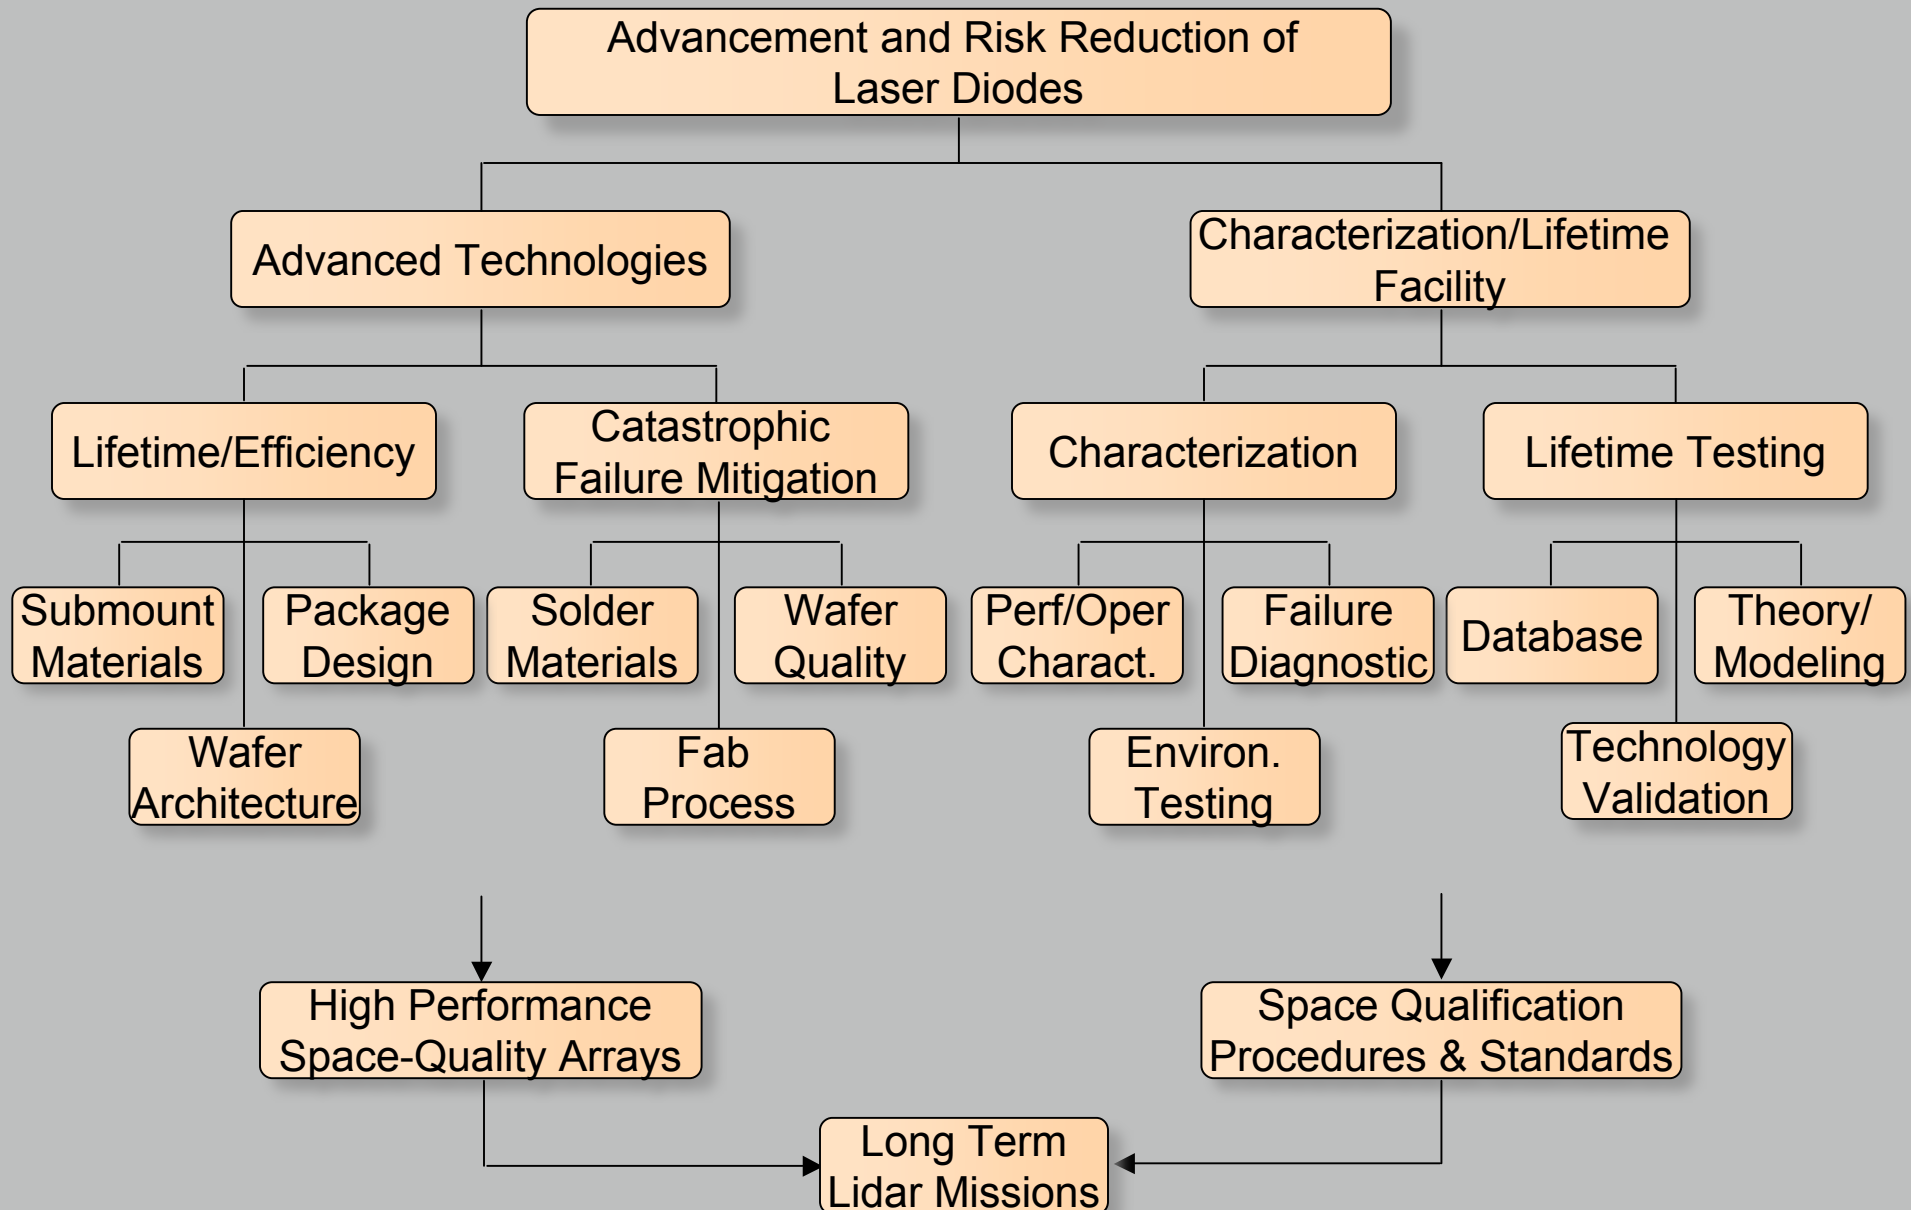 Advancement and Risk Reduction of
Laser Diodes
Advanced Technologies
Characterization/Lifetime
Facility
Lifetime/Efficiency
Catastrophic
Failure Mitigation
Characterization
Lifetime Testing
Submount
Materials
Package
Design
Solder
Materials
Wafer
Quality
Perf/Oper
Charact.
Failure
Diagnostic
Database
Theory/
Modeling
Wafer
Architecture
Fab
Process
Environ.
Testing
Technology
Validation
High Performance
Space-Quality Arrays
Space Qualification
Procedures & Standards
Long Term
Lidar Missions